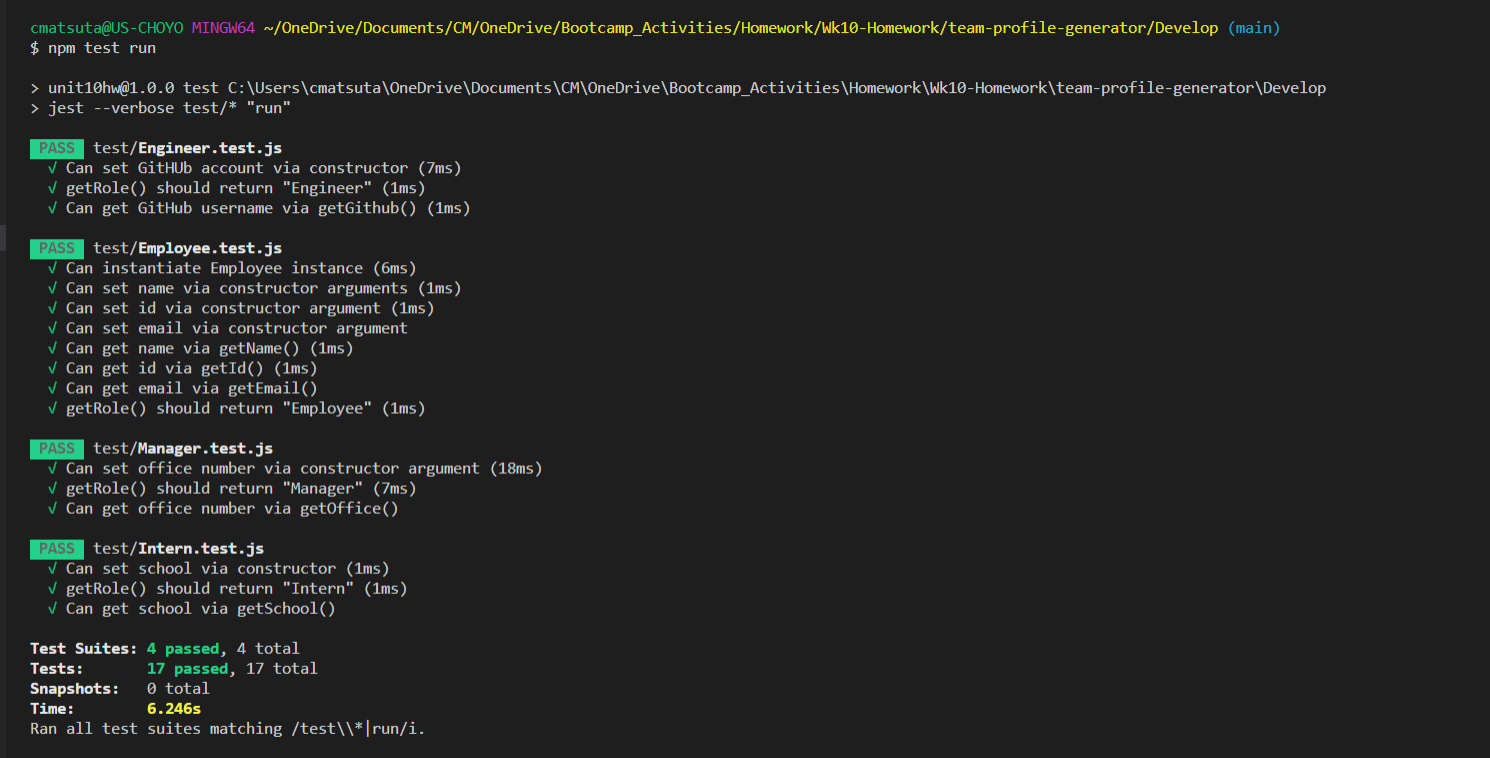 cmatsuta@US-CHOYO MINGW64 ~/OneDrive/Documents/CM/OneDrive/Bootcamp_Activities/Homework/Wk10-Homework/team-profile-generator/Develop (main)
$ npm test run
> unit10hw@1.0.0 test C:\Users\cmatsuta\OneDrive\Documents\CM\OneDrive\Bootcamp_Activities\Homework\Wk10-Homework\team-profile-generator\Develop
> jest --verbose test/* "run"
PASS test/Engineer.test.js
√ Can set GitHUb account via constructor (7ms)
√ getRole() should return "Engineer" (1ms)
√ Can get GitHub username via getGithub() (1ms)
PASS test/Employee.test.js
√ Can instantiate Employee instance (6ms)
√ Can set name via constructor arguments (1ms)
√ Can set id via constructor argument (1ms)
√ Can set email via constructor argument
√ Can get name via getName() (1ms)
√ Can get id via getId() (1ms)
√ Can get email via getEmail()
√ getRole() should return "Employee" (1ms)
PASS test/Manager.test.js
√ Can set office number via constructor argument (18ms)
√ getRole() should return "Manager" (7ms)
√ Can get office number via getOffice()
PASS test/Intern.test.js
√ Can set school via constructor (1ms)
√ getRole() should return "Intern" (1ms)
√ Can get school via getSchool()
Test Suites: 4 passed, 4 total
Tests: 17 passed, 17 total
Snapshots: 0 total
Time: 6.246s
Ran all test suites matching /test\\*|run/i.